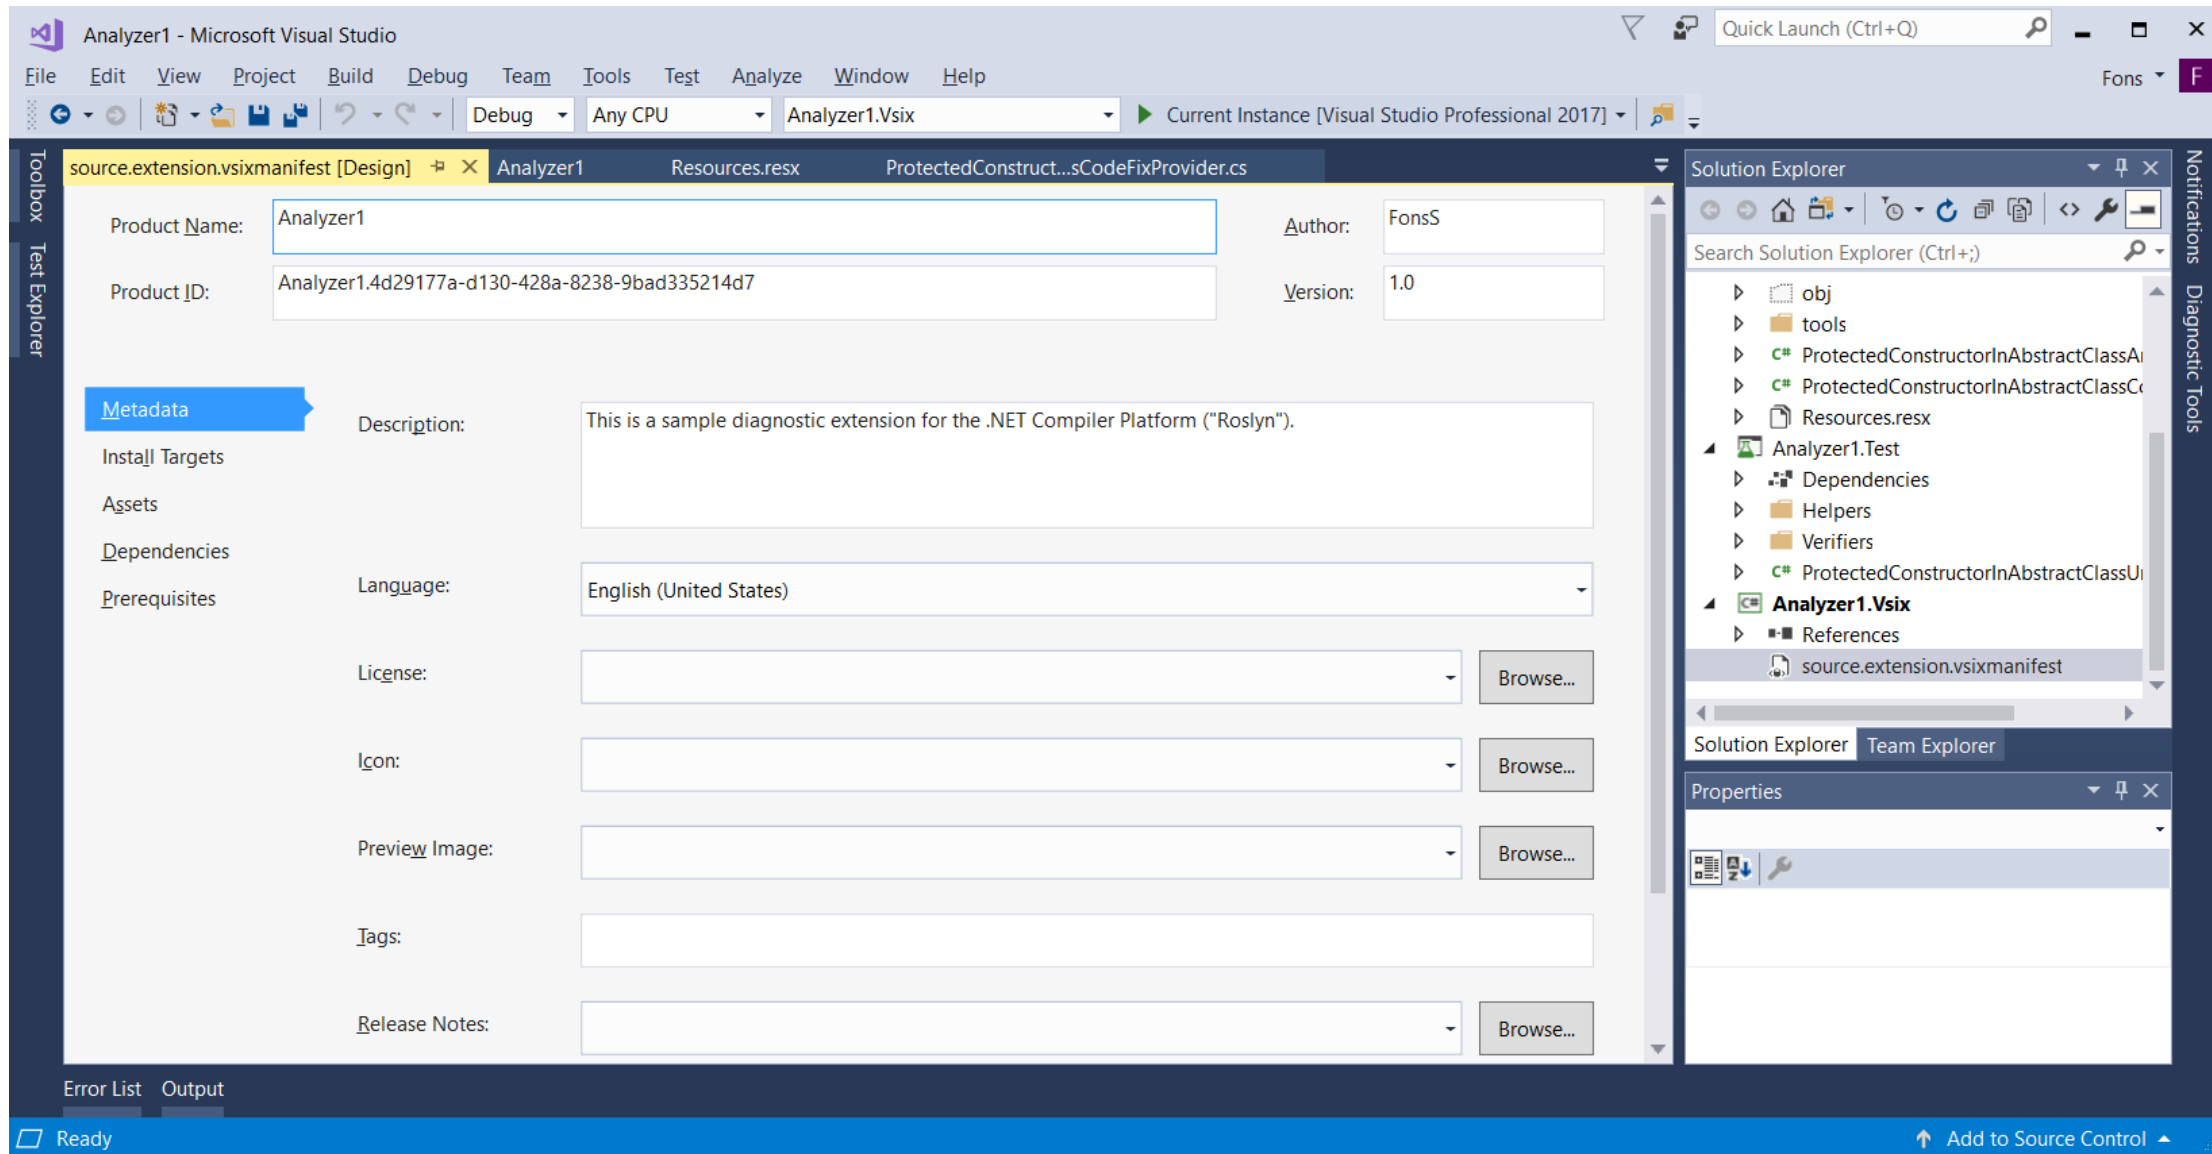 Analyzer1 - Microsoft Visual Studio
Quick Launch (Ctrl+Q)
File Edit View Project Build Debug Team Tools Test Analyze Window Help
Fons F
Debug Any CPU Analyzer1.Vsix Current Instance [Visual Studio Professional 2017]
Toolbox
Test Explorer
source.extension.vsixmanifest [Design] Analyzer1 Resources.resx ProtectedConstruct...sCodeFixProvider.cs
Product Name: Analyzer1 Author: FonsS
Product ID: Analyzer1.4d29177a-d130-428a-8238-9bad335214d7 Version: 1.0
Metadata
Install Targets
Assets
Dependencies
Prerequisites
Description: This is a sample diagnostic extension for the .NET Compiler Platform ("Roslyn").
Language: English (United States)
License: Browse...
Icon: Browse...
Preview Image: Browse...
Tags:
Release Notes: Browse...
Solution Explorer
Search Solution Explorer (Ctrl+;)
obj
tools
C# ProtectedConstructorInAbstractClassA
C# ProtectedConstructorInAbstractClassC
Resources.resx
Analyzer1.Test
Dependencies
Helpers
Verifiers
C# ProtectedConstructorInAbstractClassU
C# Analyzer1.Vsix
References
source.extension.vsixmanifest
Solution Explorer Team Explorer
Properties
Notifications
Diagnostic Tools
Error List Output
Ready
Add to Source Control